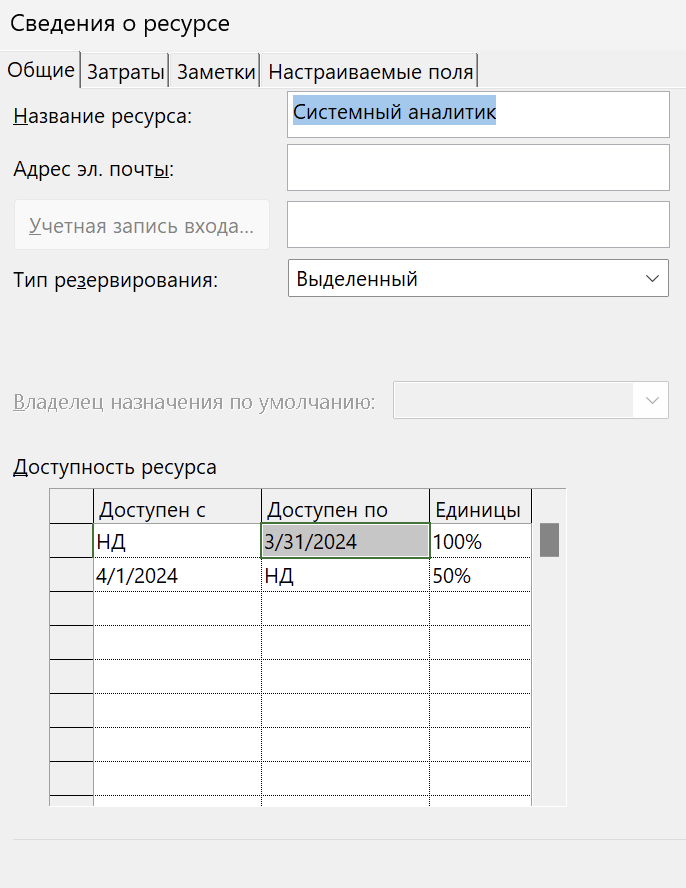 Сведения о ресурсе
Общие Затраты Заметки Настраиваемые поля
Название ресурса: Системный аналитик
Адрес эл. почты:
Учетная запись входа...
Тип резервирования: Выделенный
Владелец назначения по умолчанию:
Доступность ресурса
Доступен с Доступен по Единицы
НД 3/31/2024 100%
4/1/2024 НД 50%